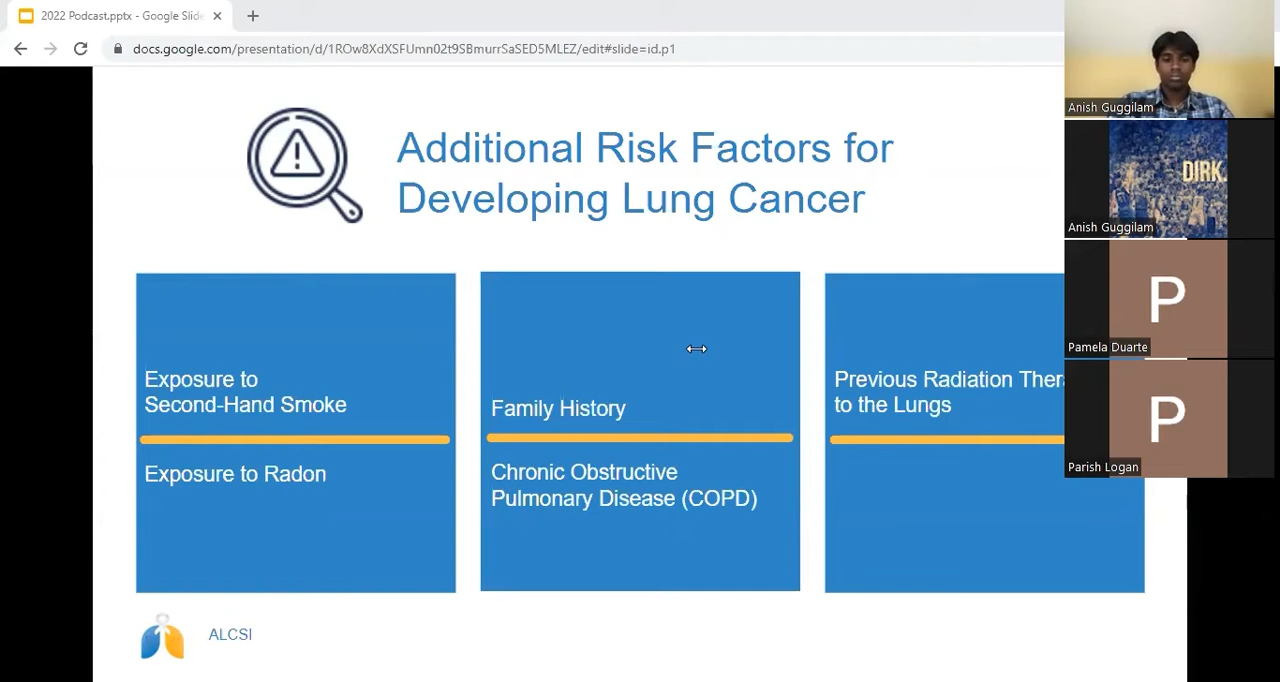 2022 Podcast.pptx - Google Slide
docs.google.com/presentation/d/1ROw8XdXSFUmn02t9SBmurrSaSED5MLEZ/edit#slide=id.p1
Additional Risk Factors for
Developing Lung Cancer
Exposure to
Second-Hand Smoke
Exposure to Radon
Family History
Chronic Obstructive
Pulmonary Disease (COPD)
Previous Radiation Ther
to the Lungs
ALCSI
Anish Guggilam
DIRK.
Anish Guggilam
P
Pamela Duarte
P
Parish Logan